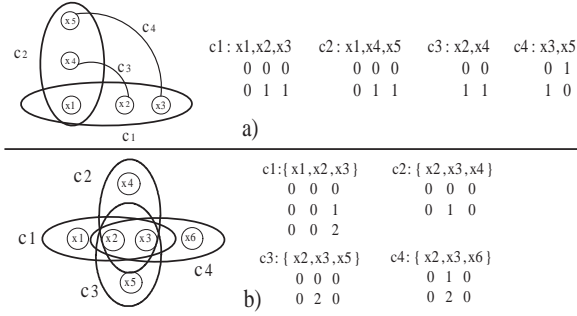 x5
c4
c1: x1,x2,x3 c2: x1,x4,x5 c3: x2,x4 c4: x3,x5
c2
x4
0 0 0 0 0 0 0 0 0 1
c3
0 1 1 0 1 1 1 1 1 0
x1 x2 x3
c1
a)
c2
x4
c1:{x1,x2,x3} c2: {x2,x3,x4}
0 0 0 0 0 0
0 0 1 0 1 0
0 0 2
c1 x1 x2 x3 x6
c4
c3: {x2,x3,x5} c4: {x2,x3,x6}
0 0 0 0 1 0
0 2 0 0 2 0
x5
c3
b)